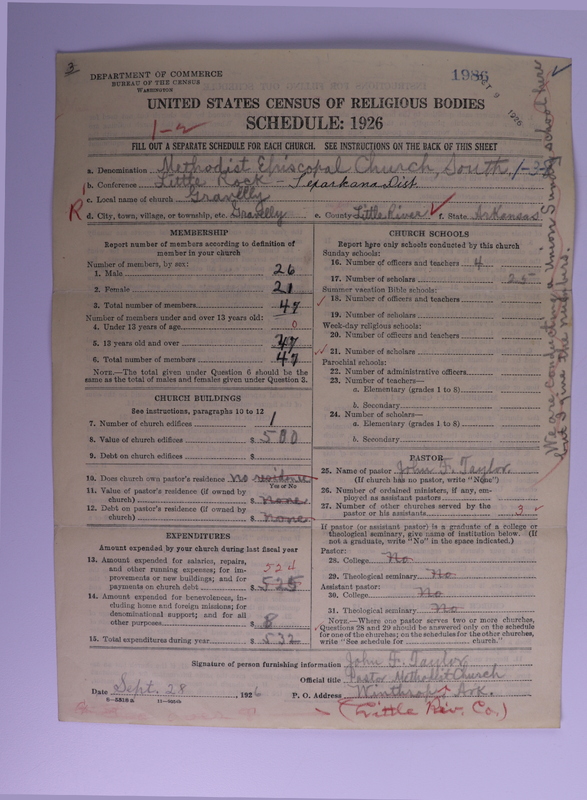 3
DEPARTMENT OF COMMERCE
BUREAU OF THE CENSUS
WASHINGTON
1986
1926
UNITED STATES CENSUS OF RELIGIOUS BODIES
1-2
SCHEDULE: 1926
FILL OUT A SEPARATE SCHEDULE FOR EACH CHURCH. SEE INSTRUCTIONS ON THE BACK OF THIS SHEET
a. Denomination Methodist Episcopal Church, South 1-35
b. Conference Little Rock - Texarkana Dist.
c. Local name of church Gravelly
R
d. City, town, village, or township, etc. Gravelly e. County Little River f. State Arkansas
MEMBERSHIP
Report number of members according to definition of member in your church
Number of members, by sex:
1. Male 26
2. Female 21
3. Total number of members 47
Number of members under and over 13 years old:
4. Under 13 years of age 0
5. 13 years old and over 47
6. Total number of members 47
NOTE.—The total given under Question 6 should be the same as the total of males and females given under Question 3.
CHURCH BUILDINGS
See instructions, paragraphs 10 to 12
7. Number of church edifices 1
8. Value of church edifices $ 500
9. Debt on church edifices $
10. Does church own pastor's residence no residence
Yes or No
11. Value of pastor's residence (if owned by church) $ none
12. Debt on pastor's residence (if owned by church) $ none
EXPENDITURES
Amount expended by your church during last fiscal year
13. Amount expended for salaries, repairs, and other running expenses; for improvements or new buildings; and for payments on church debt $ 525
524
14. Amount expended for benevolences, including home and foreign missions; for denominational support; and for all other purposes $ 8
15. Total expenditures during year $ 532
CHURCH SCHOOLS
Report here only schools conducted by this church
Sunday schools:
16. Number of officers and teachers 4
17. Number of scholars 25
Summer vacation Bible schools:
18. Number of officers and teachers
19. Number of scholars
Week-day religious schools:
20. Number of officers and teachers
21. Number of scholars
Parochial schools:
22. Number of administrative officers
23. Number of teachers—
a. Elementary (grades 1 to 8)
b. Secondary
24. Number of scholars—
a. Elementary (grades 1 to 8)
b. Secondary
PASTOR
25. Name of pastor John F. Taylor
(If church has no pastor, write "None")
26. Number of ordained ministers, if any, employed as assistant pastors
27. Number of other churches served by the pastor or his assistants 3
If pastor (or assistant pastor) is a graduate of a college or theological seminary, give name of institution below. (If not a graduate, write "No" in the space indicated.)
Pastor:
28. College No
29. Theological seminary No
Assistant pastor:
30. College No
31. Theological seminary No
NOTE.—Where one pastor serves two or more churches, Questions 28 and 29 should be answered only on the schedule for one of the churches; on the schedules for the other churches, write "See schedule for church."
We are conducting a Union Sunday school here
but I give the numbers.
Signature of person furnishing information John F. Taylor
Official title Pastor Methodist Church
Date Sept. 28, 1926 P. O. Address Winthrop, Ark.
(Little Riv. Co.)